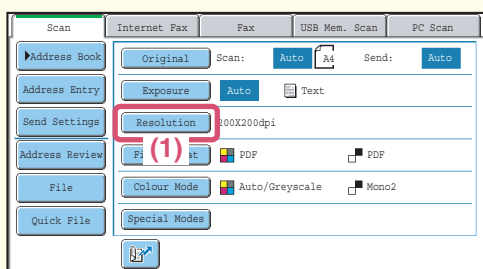 Scan Internet Fax Fax USB Mem. Scan PC Scan
Address Book Original Scan: Auto A4 Send: Auto
Address Entry Exposure Auto Text
Send Settings Resolution 200X200dpi
Address Review (1) PDF PDF
File Colour Mode Auto/Greyscale Mono2
Quick File Special Modes